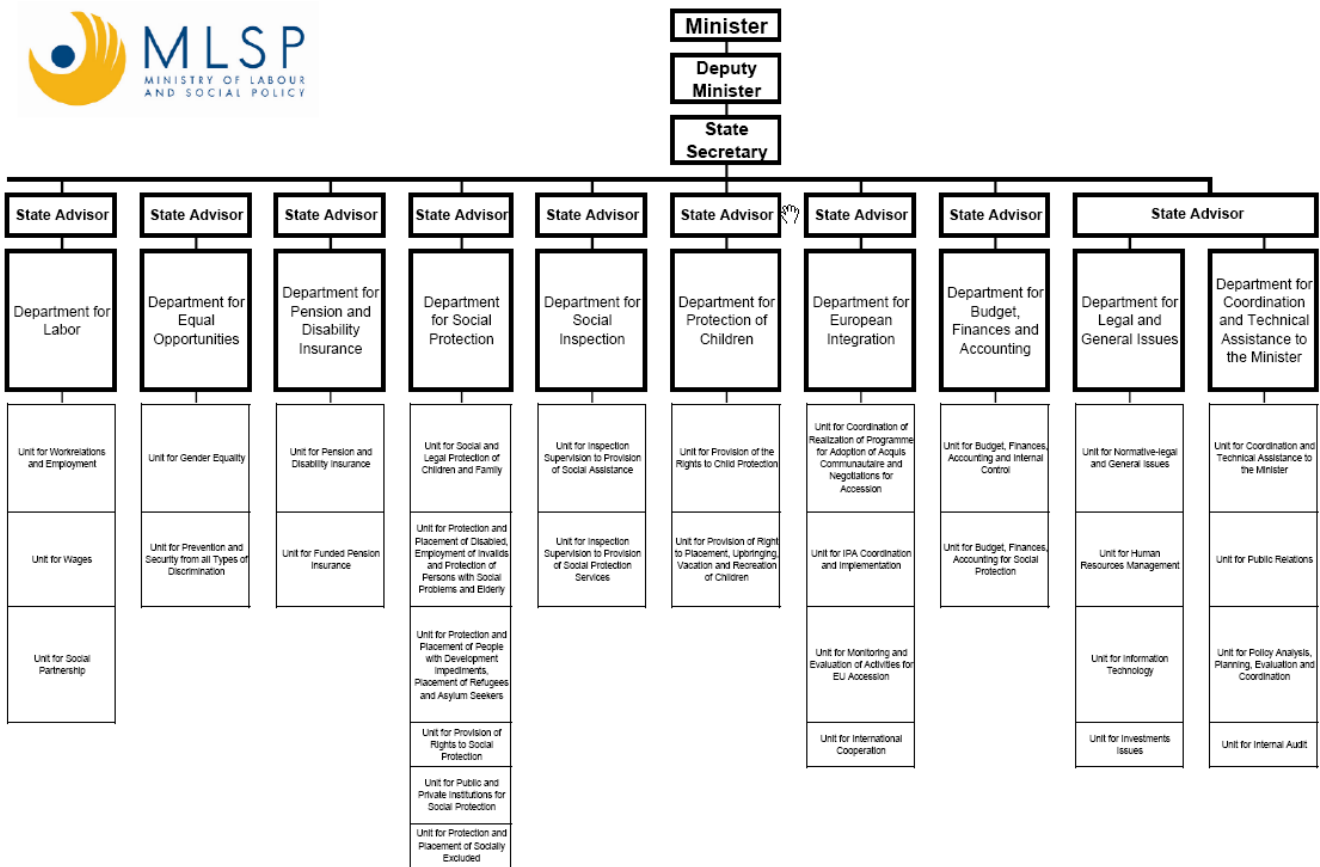 MLSP
MINISTRY OF LABOUR
AND SOCIAL POLICY
Minister
Deputy
Minister
State
Secretary
State Advisor
State Advisor
State Advisor
State Advisor
State Advisor
State Advisor
State Advisor
State Advisor
State Advisor
Department for
Labor
Department for
Equal
Opportunities
Department for
Pension and
Disability
Insurance
Department
for Social
Protection
Department for
Social
Inspection
Department for
Protection of
Children
Department for
European
Integration
Department for
Budget,
Finances and
Accounting
Department for
Legal and
General Issues
Department for
Coordination
and Technical
Assistance to
the Minister
Unit for Workrelations
and Employment
Unit for Gender Equality
Unit for Pension and
Disability Insurance
Unit for Social and
Legal Protection of
Children and Family
Unit for Inspection
Supervision to Provision
of Social Assistance
Unit for Provision of the
Rights to Child Protection
Unit for Coordination of
Realization of Programme
for Adoption of Acquis
Communautaire and
Negotiations for
Accession
Unit for Budget, Finances,
Accounting and Internal
Control
Unit for Normative-legal
and General Issues
Unit for Coordination and
Technical Assistance to
the Minister
Unit for Wages
Unit for Prevention and
Security from all Types of
Discrimination
Unit for Funded Pension
Insurance
Unit for Protection and
Placement of Disabled,
Employment of Invalids
and Protection of
Persons with Social
Problems and Elderly
Unit for Inspection
Supervision to Provision
of Social Protection
Services
Unit for Provision of Right
to Placement, Upbringing,
Vacation and Recreation
of Children
Unit for IPA Coordination
and Implementation
Unit for Budget, Finances,
Accounting for Social
Protection
Unit for Human
Resources Management
Unit for Public Relations
Unit for Social
Partnership
Unit for Protection and
Placement of People
with Development
Impediments,
Placement of Refugees
and Asylum Seekers
Unit for Monitoring and
Evaluation of Activities for
EU Accession
Unit for Information
Technology
Unit for Policy Analysis,
Planning, Evaluation and
Coordination
Unit for Provision of
Rights to Social
Protection
Unit for International
Cooperation
Unit for Investments
Issues
Unit for Internal Audit
Unit for Public and
Private Institutions for
Social Protection
Unit for Protection and
Placement of Socially
Excluded